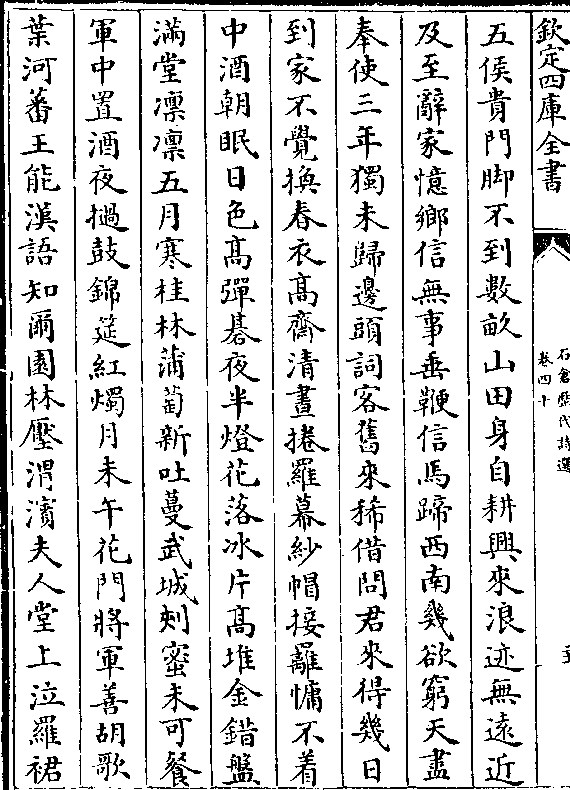 欽定四庫全書
石倉歷代詩選
卷四十
五
五侯貴門脚不到數畝山田身自耕興來浪迹無遠近
及至辭家憶鄉信無事垂鞭信馬蹄西南幾欲窮天盡
奉使三年獨未歸邊頭詞客舊來稀借問君來得幾日
到家不覺換春衣高齋清晝捲羅幕紗帽接䍦慵不着
中酒朝眠日色高彈碁夜半燈花落冰片高堆金錯盤
滿堂凛凛五月寒桂林蒲萄新吐蔓武城刺蜜未可餐
軍中置酒夜撾鼓錦筵紅燭月未午花門將軍善胡歌
葉河蕃王能漢語知爾園林壓渭濱夫人堂上泣羅裙